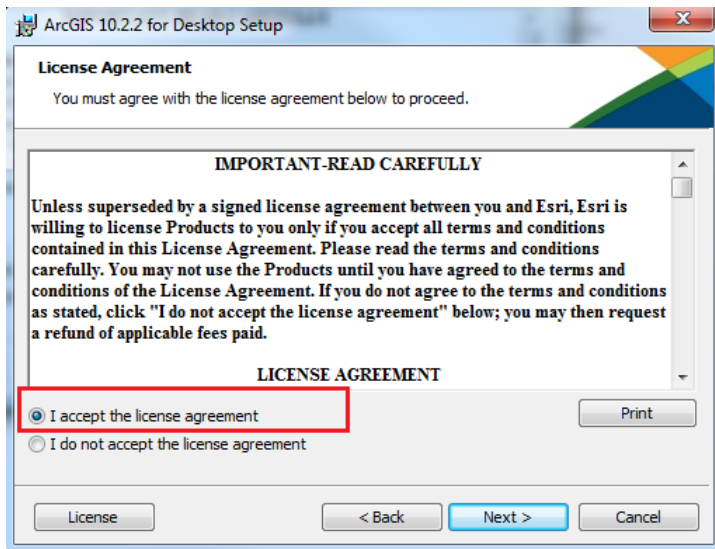 ArcGIS 10.2.2 for Desktop Setup
License Agreement
You must agree with the license agreement below to proceed.
IMPORTANT-READ CAREFULLY
Unless superseded by a signed license agreement between you and Esri, Esri is
willing to license Products to you only if you accept all terms and conditions
contained in this License Agreement. Please read the terms and conditions
carefully. You may not use the Products until you have agreed to the terms and
conditions of the License Agreement. If you do not agree to the terms and conditions
as stated, click "I do not accept the license agreement" below; you may then request
a refund of applicable fees paid.
LICENSE AGREEMENT
I accept the license agreement
Print
I do not accept the license agreement
License
< Back
Next >
Cancel